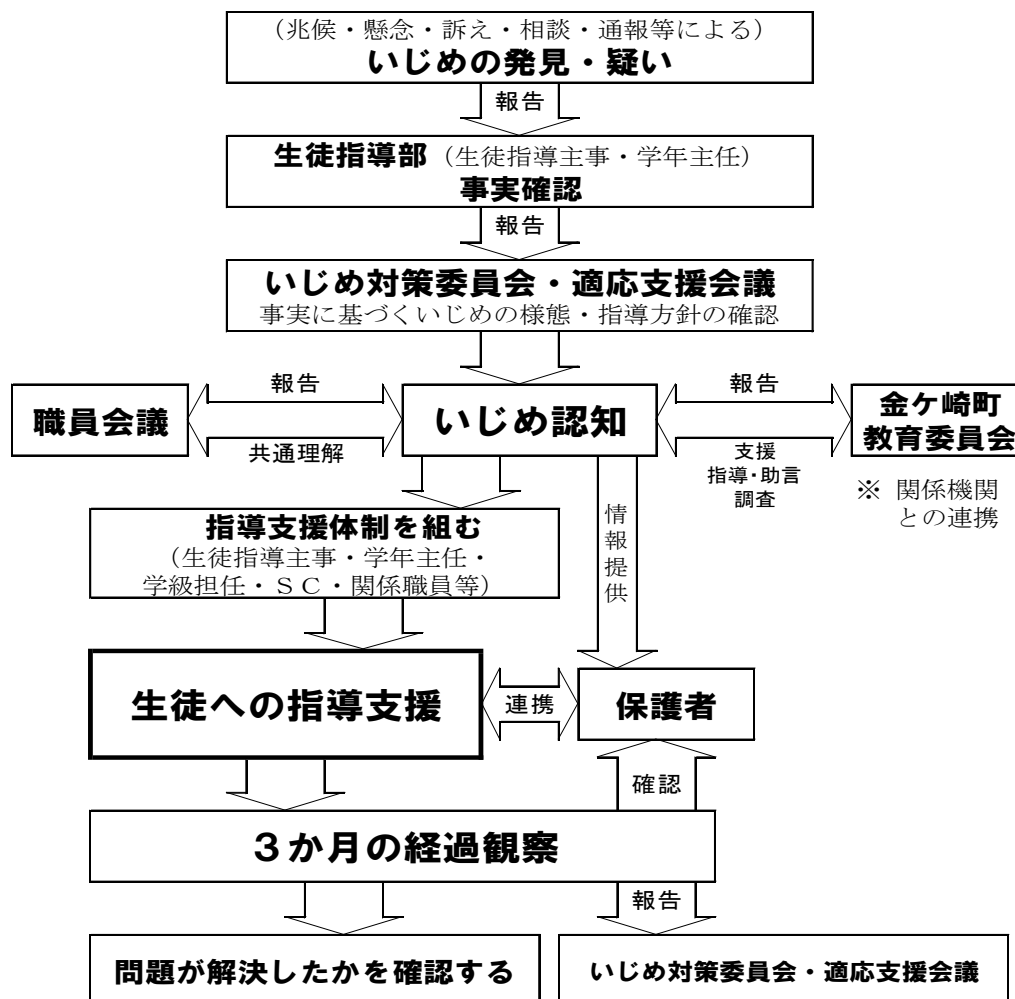 （兆候・懸念・訴え・相談・通報等による）
いじめの発見・疑い
報告
生徒指導部（生徒指導主事・学年主任）
事実確認
報告
いじめ対策委員会・適応支援会議
事実に基づくいじめの様態・指導方針の確認
職員会議
報告
共通理解
いじめ認知
報告
支援
指導・助言
調査
金ケ崎町
教育委員会
※ 関係機関
との連携
指導支援体制を組む
（生徒指導主事・学年主任・
学級担任・ＳＣ・関係職員等）
情報提供
生徒への指導支援
連携
保護者
確認
３か月の経過観察
報告
問題が解決したかを確認する
いじめ対策委員会・適応支援会議